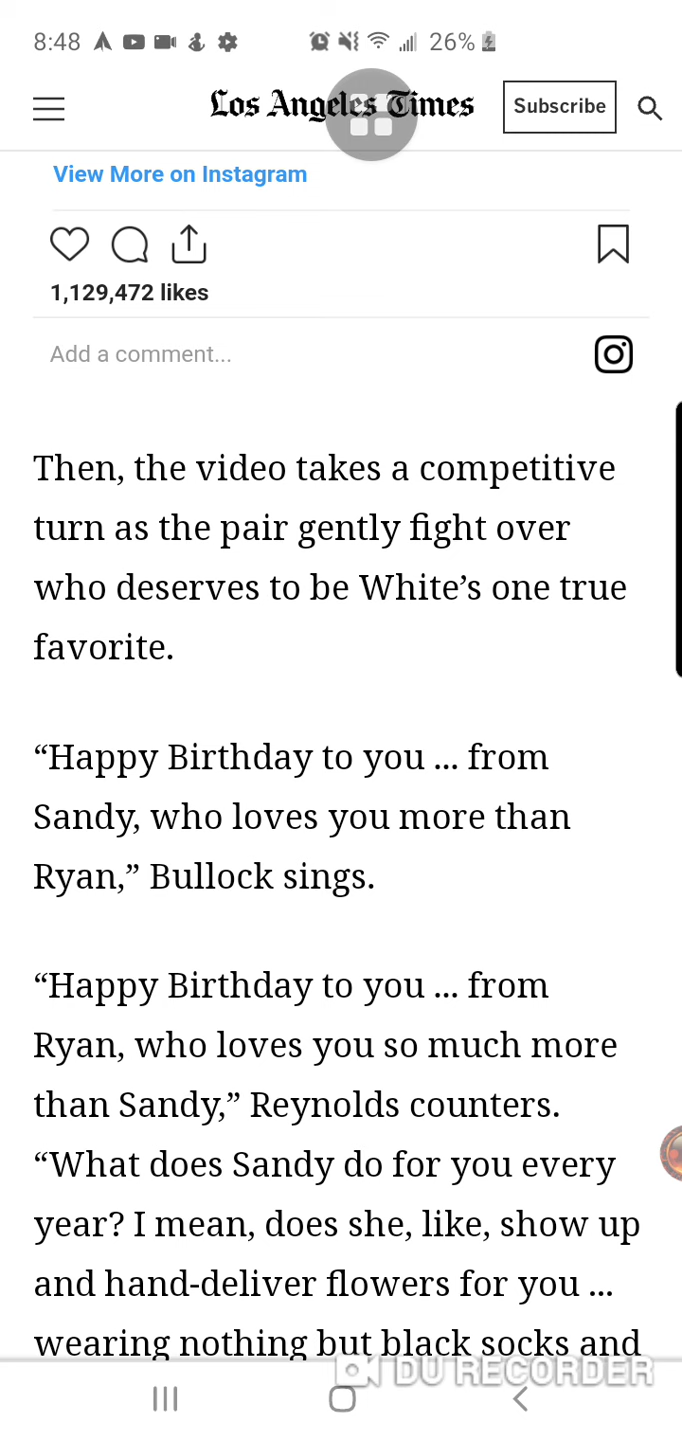 8:48 26%
Los Angeles Times Subscribe
View More on Instagram
1,129,472 likes
Add a comment...
Then, the video takes a competitive
turn as the pair gently fight over
who deserves to be White’s one true
favorite.
“Happy Birthday to you ... from
Sandy, who loves you more than
Ryan,” Bullock sings.
“Happy Birthday to you ... from
Ryan, who loves you so much more
than Sandy,” Reynolds counters.
“What does Sandy do for you every
year? I mean, does she, like, show up
and hand-deliver flowers for you ...
wearing nothing but black socks and
DU RECORDER